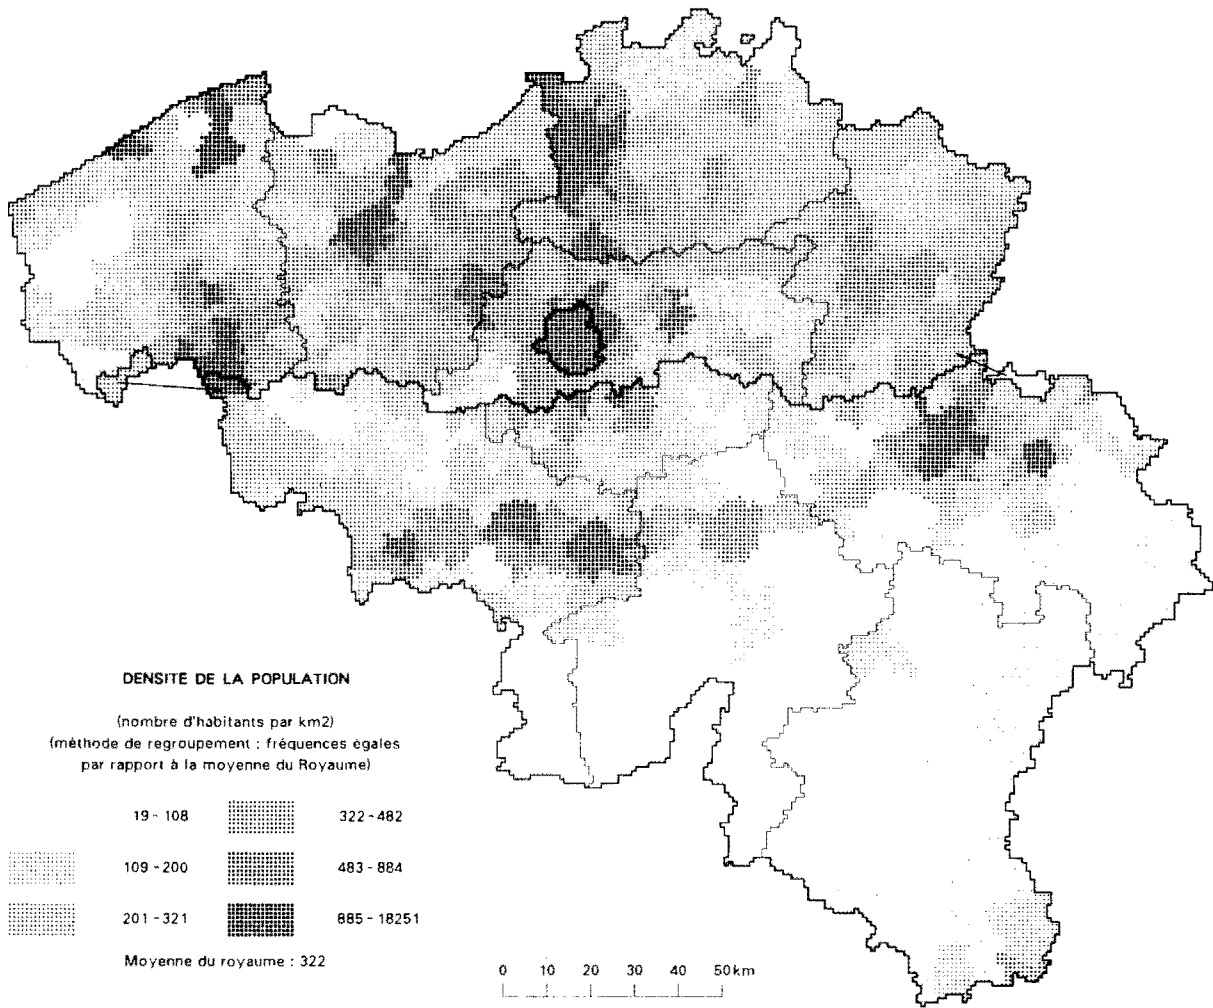 DENSITE DE LA POPULATION
(nombre d'habitants par km2)
(méthode de regroupement : fréquences égales
par rapport à la moyenne du Royaume)
19 - 108 322 - 482
109 - 200 483 - 884
201 - 321 885 - 18251
Moyenne du royaume : 322
0 10 20 30 40 50 km